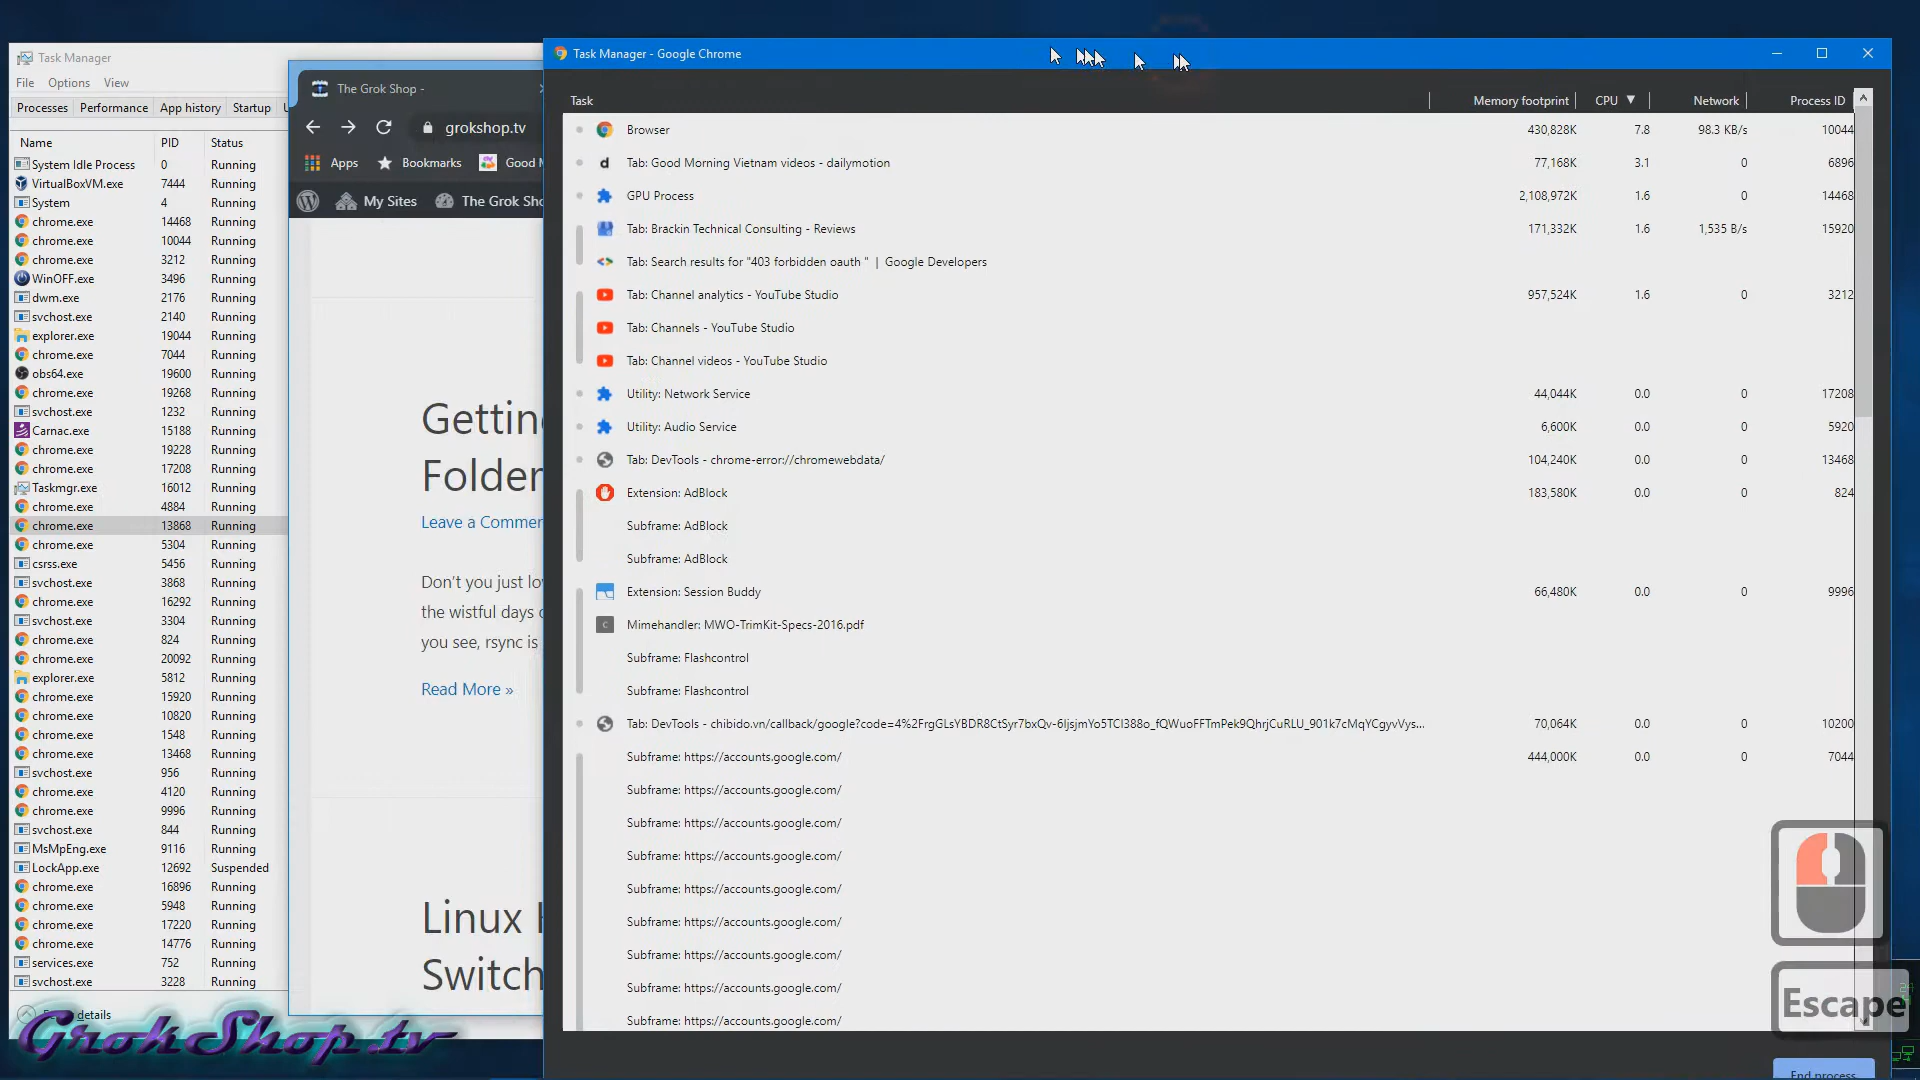 Task Manager
File Options View
Processes Performance App history Startup
Name PID Status
System Idle Process 0 Running
VirtualBoxVM.exe 7444 Running
System 4 Running
chrome.exe 14468 Running
chrome.exe 10044 Running
chrome.exe 3212 Running
WinOFF.exe 3496 Running
dwm.exe 2176 Running
svchost.exe 2140 Running
explorer.exe 19044 Running
chrome.exe 7044 Running
obs64.exe 19600 Running
chrome.exe 19268 Running
svchost.exe 1232 Running
Carnac.exe 15188 Running
chrome.exe 19228 Running
chrome.exe 17208 Running
Taskmgr.exe 16012 Running
chrome.exe 4884 Running
chrome.exe 13868 Running
chrome.exe 5304 Running
csrss.exe 5456 Running
svchost.exe 3868 Running
chrome.exe 16292 Running
svchost.exe 3304 Running
chrome.exe 824 Running
chrome.exe 20092 Running
explorer.exe 5812 Running
chrome.exe 15920 Running
chrome.exe 10820 Running
chrome.exe 1548 Running
chrome.exe 13468 Running
svchost.exe 956 Running
chrome.exe 4120 Running
chrome.exe 9996 Running
svchost.exe 844 Running
MsMpEng.exe 9116 Running
LockApp.exe 12692 Suspended
chrome.exe 16896 Running
chrome.exe 5948 Running
chrome.exe 17220 Running
chrome.exe 14776 Running
services.exe 752 Running
svchost.exe 3228 Running
details
GrokShop.tv
The Grok Shop -
grokshop.tv
Apps Bookmarks Good
My Sites The Grok Sho
Getting
Folder
Leave a Commen
Don't you just lo
the wistful days
you see, rsync is
Read More »
Linux
Switch
Task Manager - Google Chrome
Task Memory footprint CPU ▼ Network Process ID
Browser 430,828K 7.8 98.3 KB/s 10044
d Tab: Good Morning Vietnam videos - dailymotion 77,168K 3.1 0 6896
GPU Process 2,108,972K 1.6 0 14468
Tab: Brackin Technical Consulting - Reviews 171,332K 1.6 1,535 B/s 15920
Tab: Search results for "403 forbidden oauth " | Google Developers
Tab: Channel analytics - YouTube Studio 957,524K 1.6 0 3212
Tab: Channels - YouTube Studio
Tab: Channel videos - YouTube Studio
Utility: Network Service 44,044K 0.0 0 17208
Utility: Audio Service 6,600K 0.0 0 5920
Tab: DevTools - chrome-error://chromewebdata/ 104,240K 0.0 0 13468
Extension: AdBlock 183,580K 0.0 0 824
Subframe: AdBlock
Subframe: AdBlock
Extension: Session Buddy 66,480K 0.0 0 9996
C Mimehandler: MWO-TrimKit-Specs-2016.pdf
Subframe: Flashcontrol
Subframe: Flashcontrol
Tab: DevTools - chibido.vn/callback/google?code=4%2FrgGLsYBDR8CtSyr7bxQv-6ljsjmYo5TCl388o_fQWuoFFTmPek9QhrjCuRLU_901k7cMqYCgyvVys... 70,064K 0.0 0 10200
Subframe: https://accounts.google.com/ 444,000K 0.0 0 7044
Subframe: https://accounts.google.com/
Subframe: https://accounts.google.com/
Subframe: https://accounts.google.com/
Subframe: https://accounts.google.com/
Subframe: https://accounts.google.com/
Subframe: https://accounts.google.com/
Subframe: https://accounts.google.com/
Subframe: https://accounts.google.com/
End process
Escape